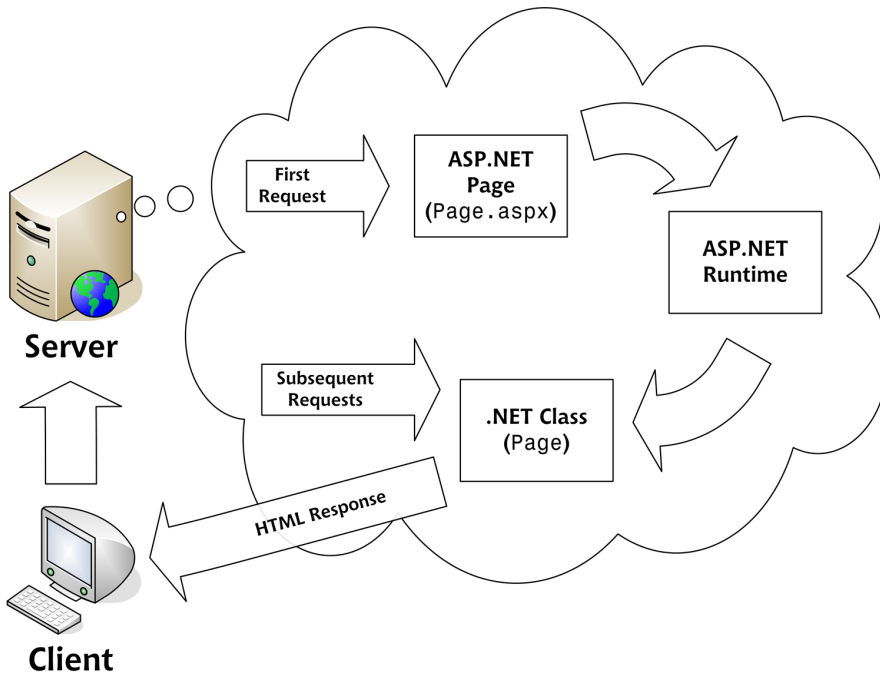 First
Request
ASP.NET
Page
(Page.aspx)
ASP.NET
Runtime
Server
Subsequent
Requests
.NET Class
(Page)
HTML Response
Client